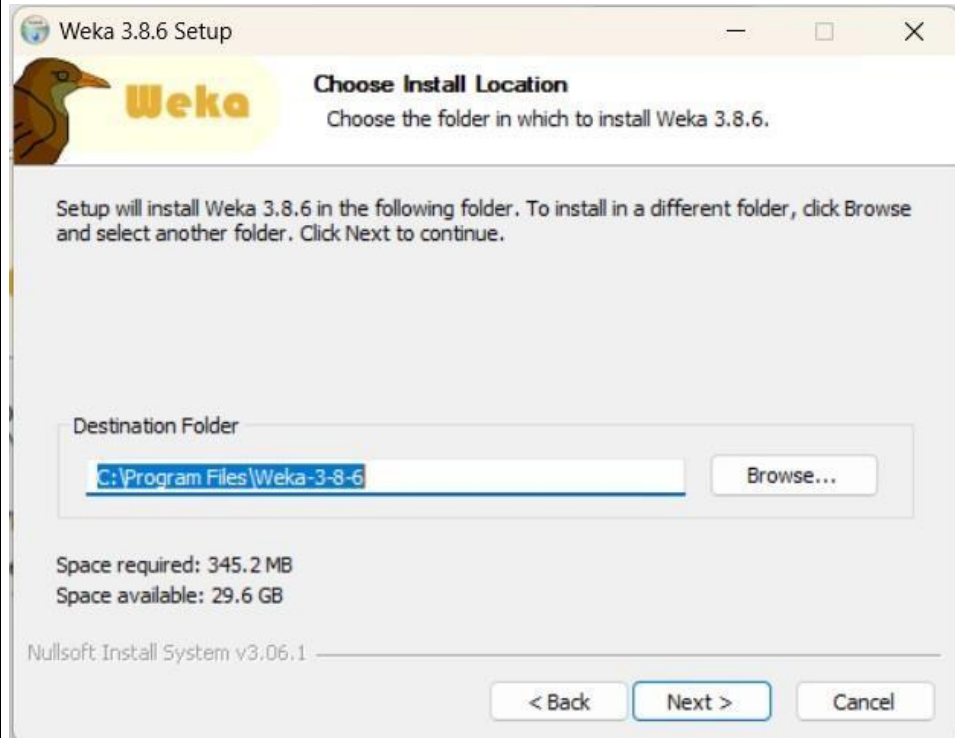 Weka 3.8.6 Setup
Weka
Choose Install Location
Choose the folder in which to install Weka 3.8.6.
Setup will install Weka 3.8.6 in the following folder. To install in a different folder, click Browse
and select another folder. Click Next to continue.
Destination Folder
C:\Program Files\Weka-3-8-6
Browse...
Space required: 345.2 MB
Space available: 29.6 GB
Nullsoft Install System v3.06.1
< Back
Next >
Cancel